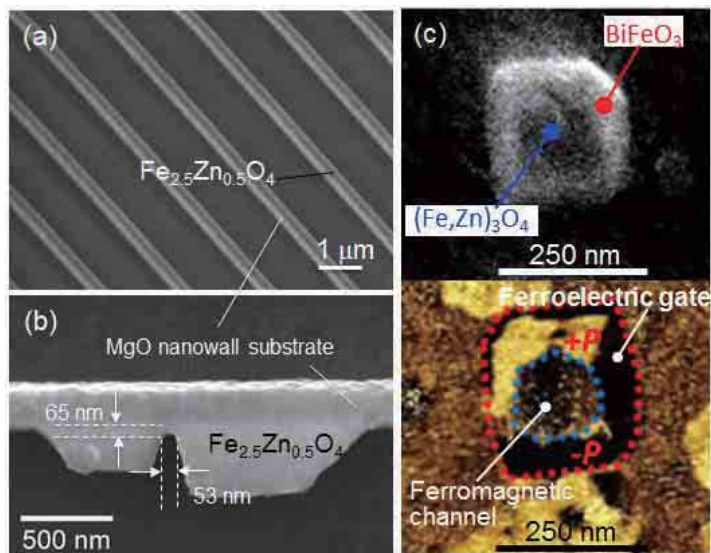 (a)
Fe2.5Zn0.5O4
1 μm
(b)
MgO nanowall substrate
65 nm
Fe2.5Zn0.5O4
53 nm
500 nm
(c)
BiFeO3
(Fe,Zn)3O4
250 nm
Ferroelectric gate
+P
-P
Ferromagnetic
channel
250 nm